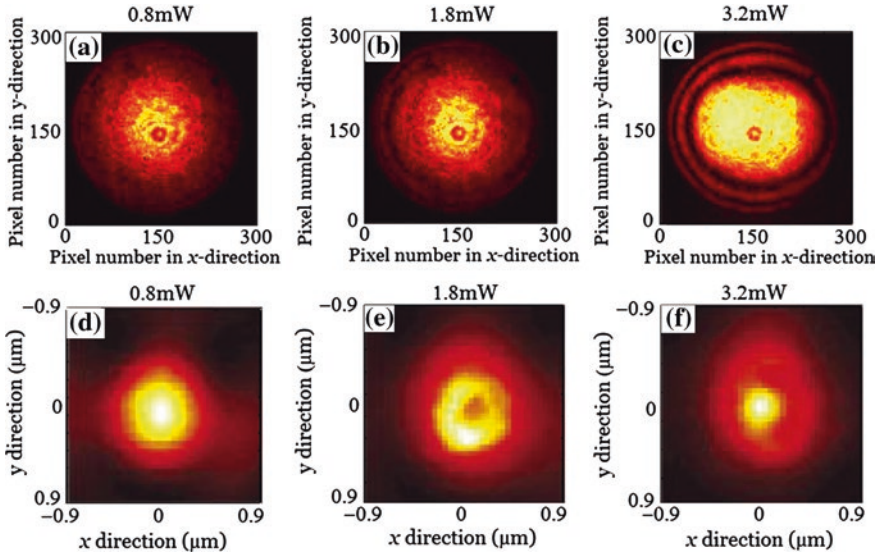 0.8mW
1.8mW
3.2mW
(a)
(b)
(c)
Pixel number in y-direction
300
150
0
0
150
300
Pixel number in x-direction
Pixel number in y-direction
300
150
0
0
150
300
Pixel number in x-direction
Pixel number in y-direction
300
150
0
0
150
300
Pixel number in x-direction
0.8mW
1.8mW
3.2mW
(d)
(e)
(f)
y direction (μm)
−0.9
0
0.9
−0.9
0
0.9
x direction (μm)
y direction (μm)
−0.9
0
0.9
−0.9
0
0.9
x direction (μm)
y direction (μm)
−0.9
0
0.9
−0.9
0
0.9
x direction (μm)